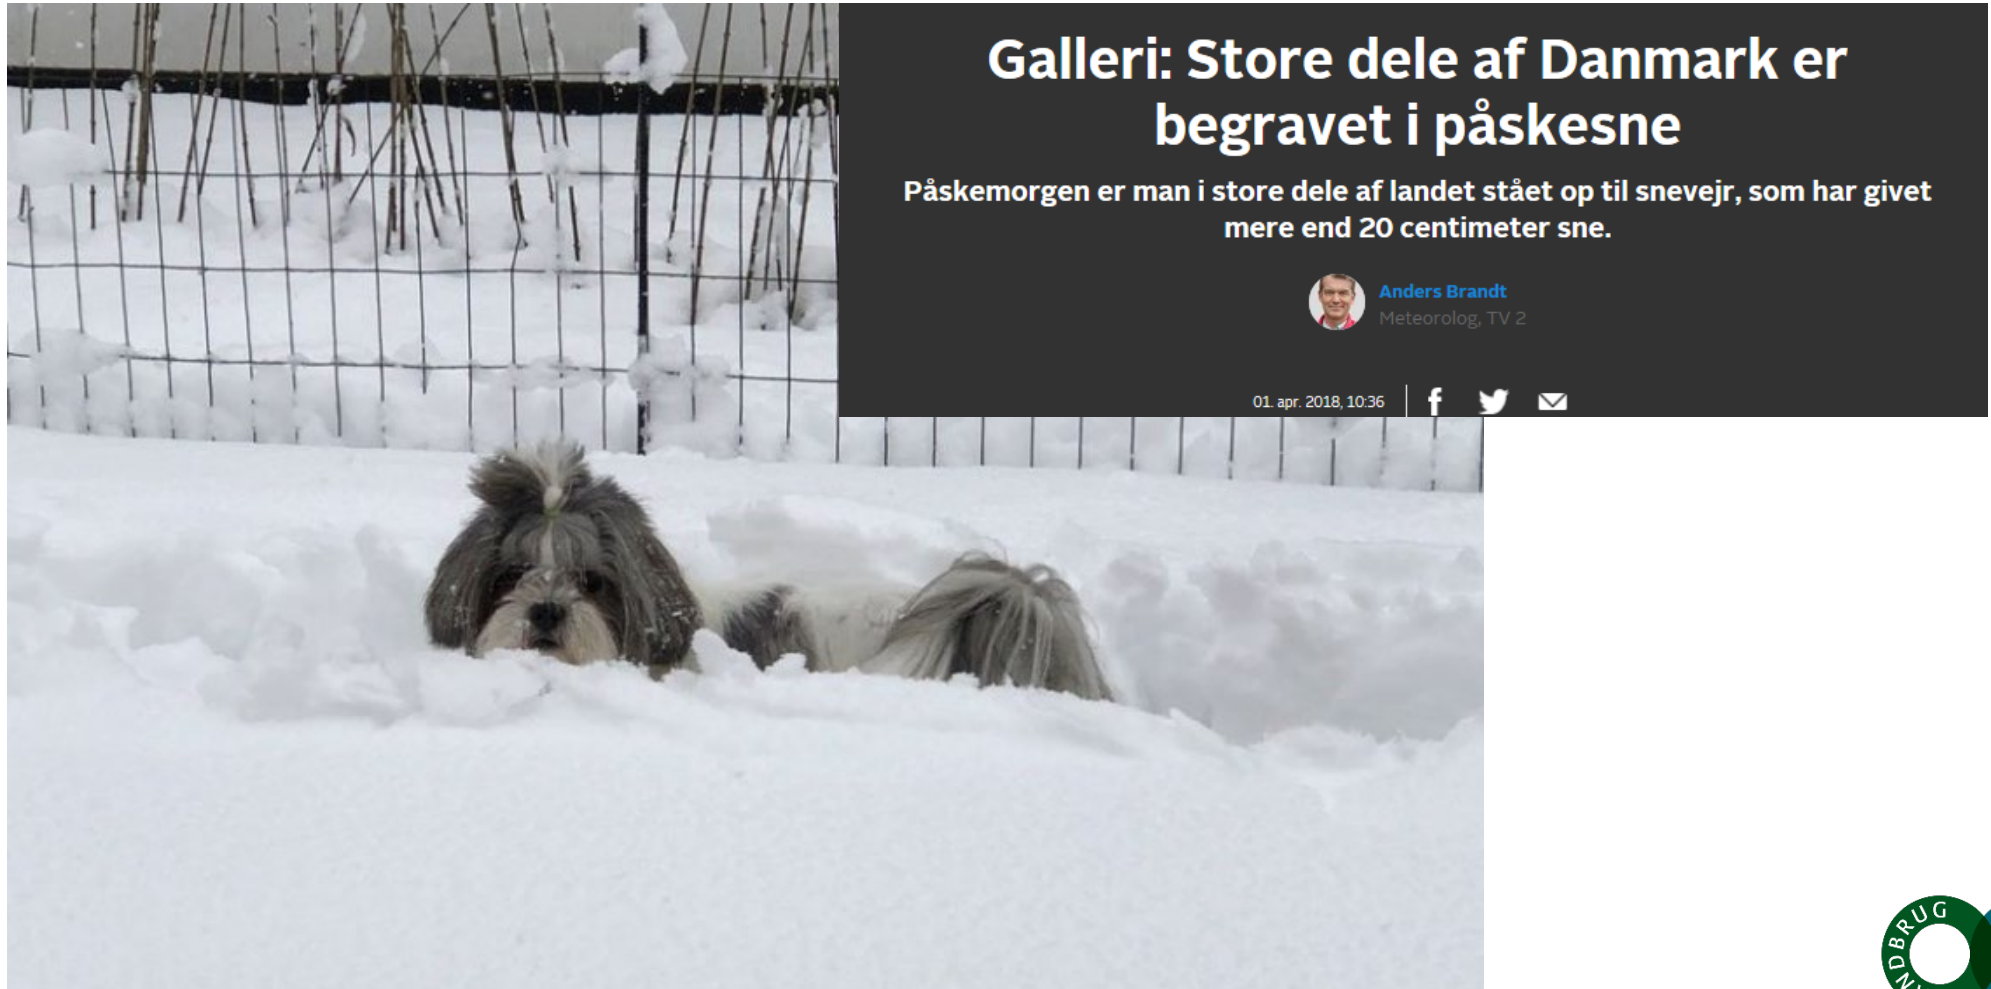 Galleri: Store dele af Danmark er
begravet i påskesne
Påskemorgen er man i store dele af landet stået op til snevejr, som har givet
mere end 20 centimeter sne.
Anders Brandt
Meteorolog, TV 2
01. apr. 2018, 10:36
NDBRUG